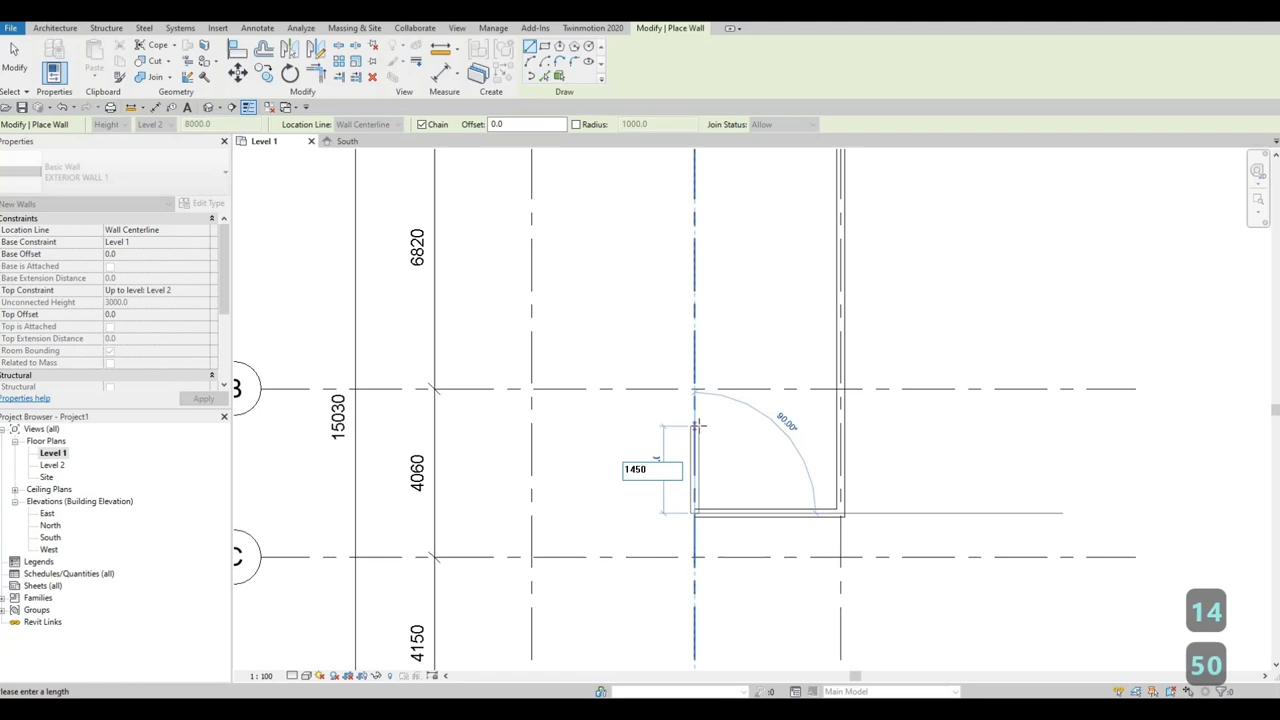 File Architecture Structure Steel Systems Insert Annotate Analyze Massing & Site Collaborate View Manage Add-Ins Twinmotion 2020 Modify | Place Wall
Cope
Cut
Join
Modify
Paste
Select Properties Clipboard Geometry Modify View Measure Create Draw
Modify | Place Wall Height Level 2 8000.0 Location Line: Wall Centerline Chain Offset: 0.0 Radius: 1000.0 Join Status: Allow
Properties
Level 1
South
Basic Wall
EXTERIOR WALL 1
New Walls
Edit Type
Constraints
Location Line Wall Centerline
Base Constraint Level 1
Base Offset 0.0
Base is Attached
Base Extension Distance 0.0
Top Constraint Up to level: Level 2
Unconnected Height 3000.0
Top Offset 0.0
Top is Attached
Top Extension Distance 0.0
Room Bounding
Related to Mass
Structural
Structural
Properties help
Apply
Project Browser - Project1
Views (all)
Floor Plans
Level 1
Level 2
Site
Ceiling Plans
Elevations (Building Elevation)
East
North
South
West
Legends
Schedules/Quantities (all)
Sheets (all)
Families
Groups
Revit Links
6820
B
15030
4060
C
4150
90.00°
1450
14
50
1 : 100
Please enter a length
:0
Main Model
:0